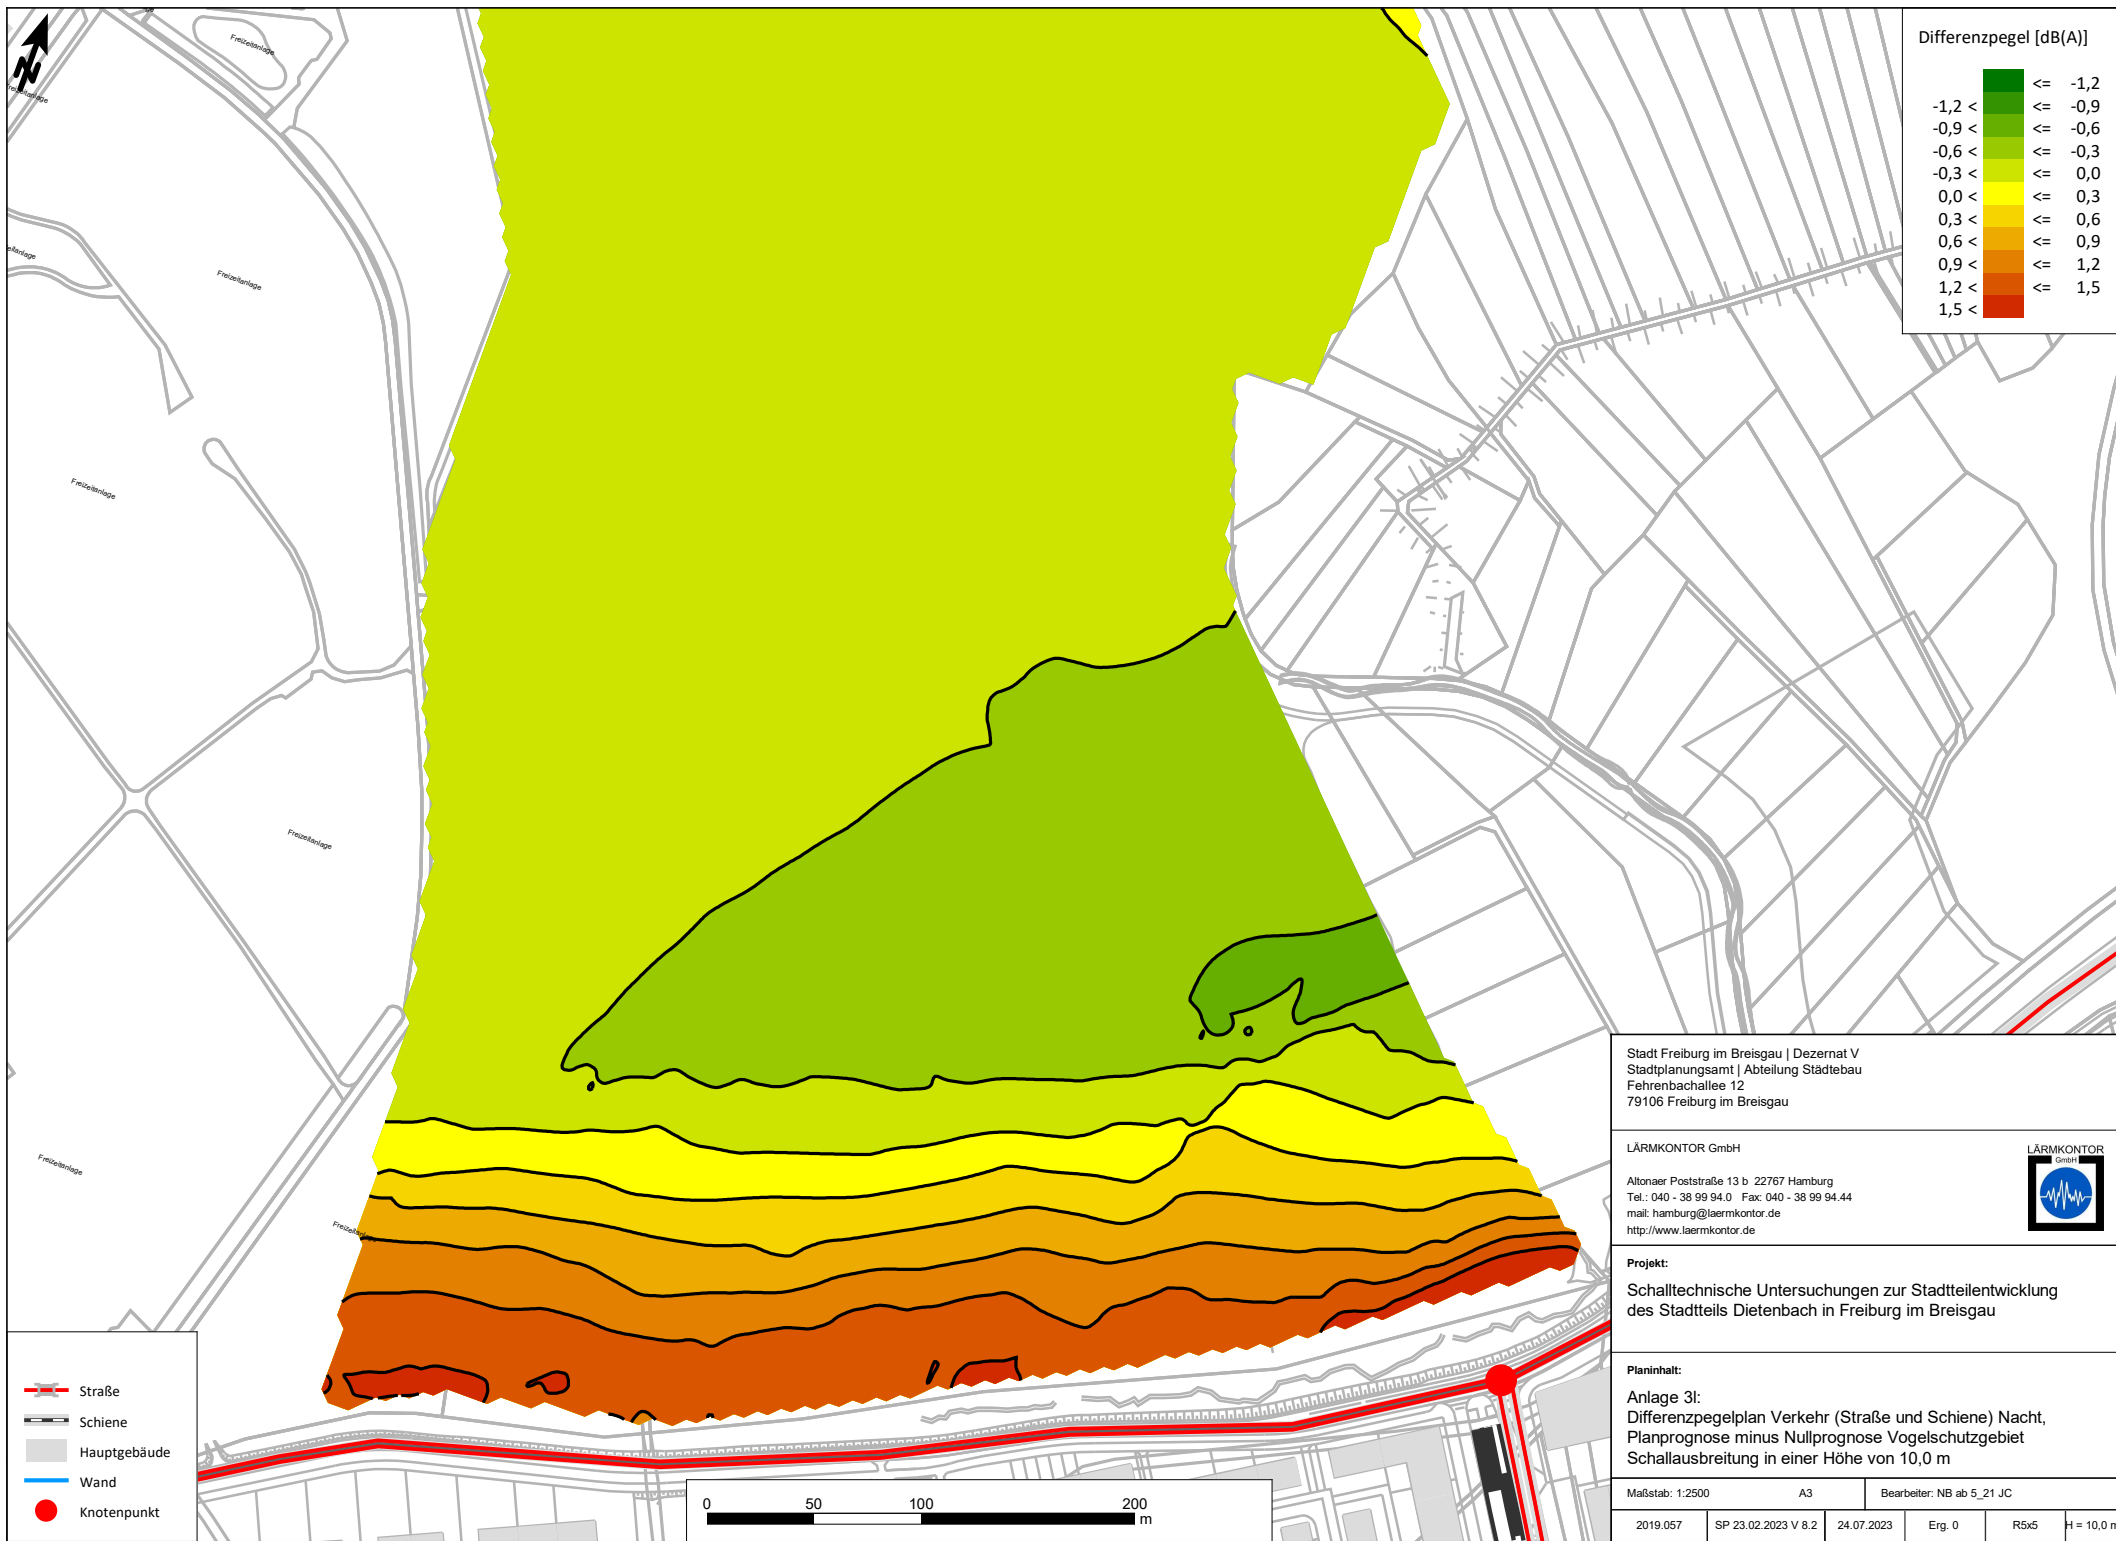 N
Freizeitanlage
Freizeitanlage
Freizeitanlage
Freizeitanlage
Freizeitanlage
Freizeitanlage
Freizeitanlage
Differenzpegel [dB(A)]
<= -1,2
-1,2 < <= -0,9
-0,9 < <= -0,6
-0,6 < <= -0,3
-0,3 < <= 0,0
0,0 < <= 0,3
0,3 < <= 0,6
0,6 < <= 0,9
0,9 < <= 1,2
1,2 < <= 1,5
1,5 <
Straße
Schiene
Hauptgebäude
Wand
Knotenpunkt
0 50 100 200
m
Stadt Freiburg im Breisgau | Dezernat V
Stadtplanungsamt | Abteilung Städtebau
Fehrenbachallee 12
79106 Freiburg im Breisgau
LÄRMKONTOR GmbH
Altonaer Poststraße 13 b 22767 Hamburg
Tel.: 040 - 38 99 94.0 Fax: 040 - 38 99 94.44
mail: hamburg@laermkontor.de
http://www.laermkontor.de
LÄRMKONTOR
GmbH
Projekt:
Schalltechnische Untersuchungen zur Stadtteilentwicklung
des Stadtteils Dietenbach in Freiburg im Breisgau
Planinhalt:
Anlage 3l:
Differenzpegelplan Verkehr (Straße und Schiene) Nacht,
Planprognose minus Nullprognose Vogelschutzgebiet
Schallausbreitung in einer Höhe von 10,0 m
Maßstab: 1:2500 A3 Bearbeiter: NB ab 5_21 JC
2019.057 SP 23.02.2023 V 8.2 24.07.2023 Erg. 0 R5x5 H = 10,0 m